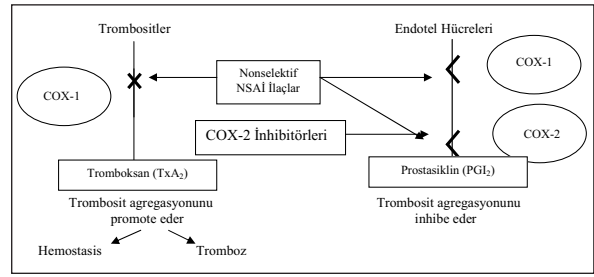 Trombositler
Endotel Hücreleri
COX-1
Nonselektif
NSAİ İlaçlar
COX-1
COX-2 İnhibitörleri
COX-2
Tromboksan (TxA₂)
Prostasiklin (PGI₂)
Trombosit agregasyonunu
promote eder
Trombosit agregasyonunu
inhibe eder
Hemostasis
Tromboz